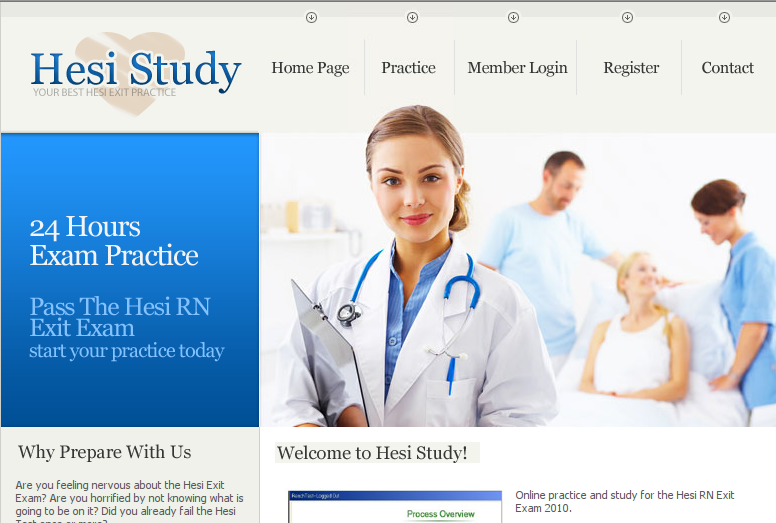 Hesi Study
YOUR BEST HESI EXIT PRACTICE
Home Page
Practice
Member Login
Register
Contact
24 Hours
Exam Practice
Pass The Hesi RN
Exit Exam
start your practice today
Why Prepare With Us
Are you feeling nervous about the Hesi Exit
Exam? Are you horrified by not knowing what is
going to be on it? Did you already fail the Hesi
Test once or more?
Welcome to Hesi Study!
Process Overview
Online practice and study for the Hesi RN Exit
Exam 2010.